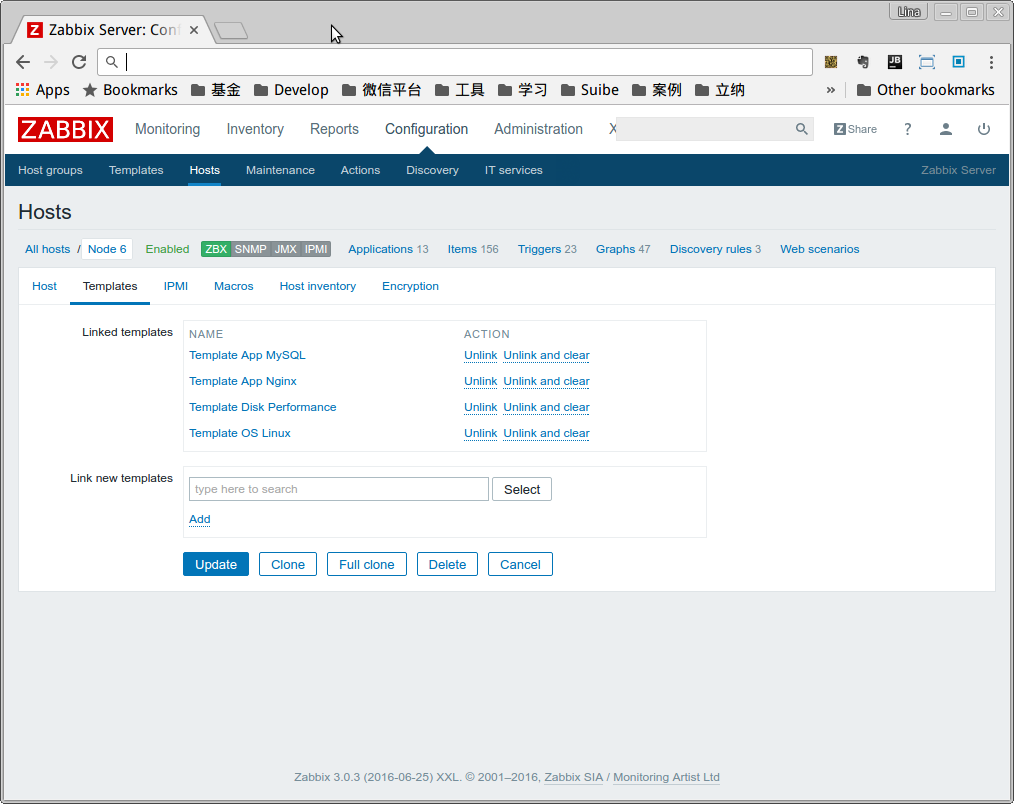 Lina
Zabbix Server: Conf
Apps Bookmarks 基金 Develop 微信平台 工具 学习 Suibe 案例 立纳 » Other bookmarks
ZABBIX Monitoring Inventory Reports Configuration Administration X Share ?
Host groups Templates Hosts Maintenance Actions Discovery IT services Zabbix Server
Hosts
All hosts / Node 6 Enabled ZBX SNMP JMX IPMI Applications 13 Items 156 Triggers 23 Graphs 47 Discovery rules 3 Web scenarios
Host Templates IPMI Macros Host inventory Encryption
Linked templates NAME ACTION
Template App MySQL Unlink Unlink and clear
Template App Nginx Unlink Unlink and clear
Template Disk Performance Unlink Unlink and clear
Template OS Linux Unlink Unlink and clear
Link new templates
type here to search Select
Add
Update Clone Full clone Delete Cancel
Zabbix 3.0.3 (2016-06-25) XXL. © 2001–2016, Zabbix SIA / Monitoring Artist Ltd